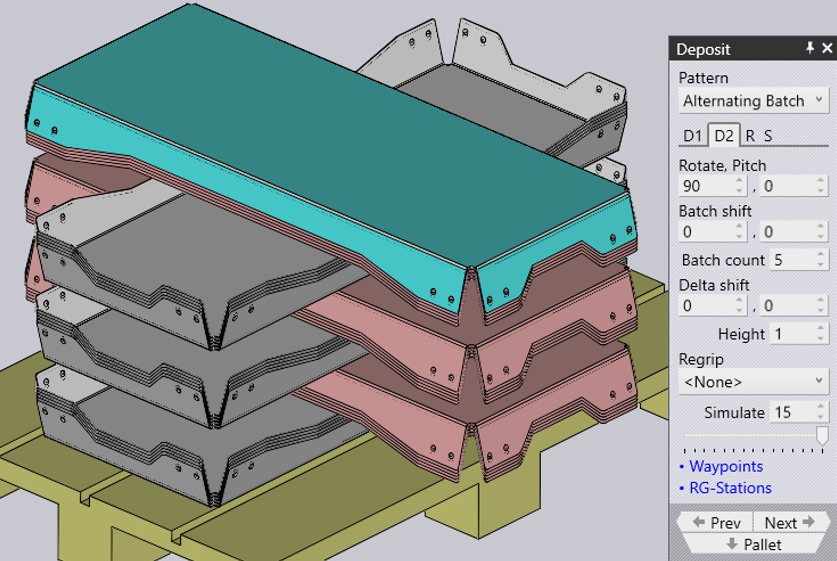 Deposit
Pattern
Alternating Batch
D1 D2 R S
Rotate, Pitch
90 , 0
Batch shift
0 , 0
Batch count 5
Delta shift
0 , 0
Height 1
Regrip
<None>
Simulate 15
• Waypoints
• RG-Stations
Prev Next
Pallet